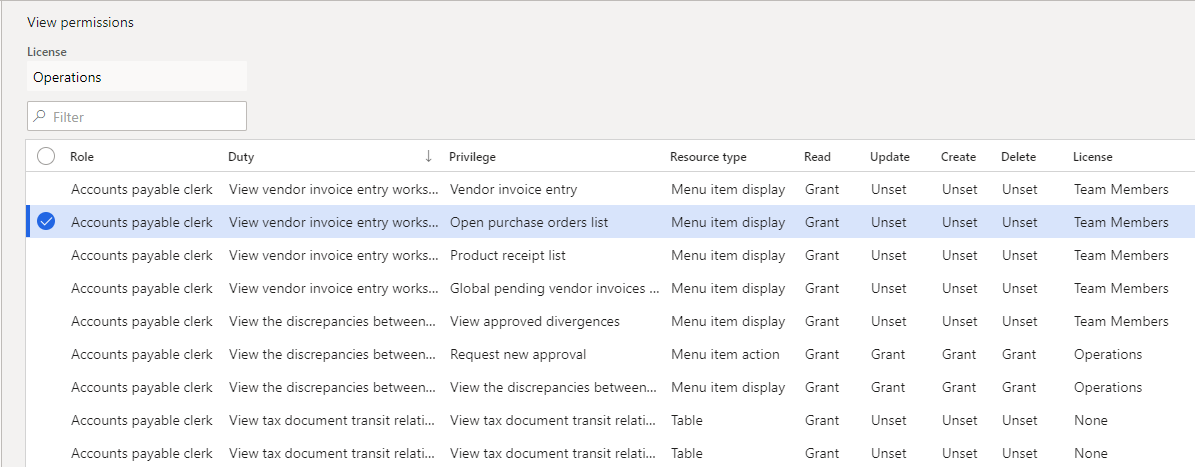 View permissions
License
Operations
Filter
Role Duty Privilege Resource type Read Update Create Delete License
Accounts payable clerk View vendor invoice entry works... Vendor invoice entry Menu item display Grant Unset Unset Unset Team Members
Accounts payable clerk View vendor invoice entry works... Open purchase orders list Menu item display Grant Unset Unset Unset Team Members
Accounts payable clerk View vendor invoice entry works... Product receipt list Menu item display Grant Unset Unset Unset Team Members
Accounts payable clerk View vendor invoice entry works... Global pending vendor invoices ... Menu item display Grant Unset Unset Unset Team Members
Accounts payable clerk View the discrepancies between... View approved divergences Menu item display Grant Unset Unset Unset Team Members
Accounts payable clerk View the discrepancies between... Request new approval Menu item action Grant Grant Grant Grant Operations
Accounts payable clerk View the discrepancies between... View the discrepancies between... Menu item display Grant Grant Grant Grant Operations
Accounts payable clerk View tax document transit relati... View tax document transit relati... Table Grant Unset Unset Unset None
Accounts payable clerk View tax document transit relati... View tax document transit relati... Table Grant Unset Unset Unset None